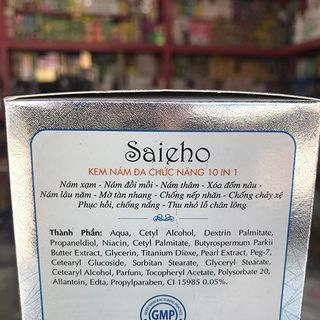 Saicho
KEM NÁM ĐA CHỨC NĂNG 10 IN 1
Nám xạm - Nám đồi mồi - Nám thâm - Xóa đốm nâu -
Nám lâu năm - Mờ tàn nhang - Chống nếp nhăn - Chống chảy xệ
Phục hồi, chống nắng - Thu nhỏ lỗ chân lông
Thành Phần: Aqua, Cetyl Alcohol, Dextrin Palmitate,
Propaneldiol, Niacin, Cetyl Palmitate, Butyrospermum Parkii
Butter Extract, Glycerin, Titanium Dioxe, Pearl Extract, Peg-7,
Cetearyl Glucoside, Sorbitan Stearate, Glyceryl Stearate,
Cetearyl Alcohol, Parfum, Tocopheryl Acetate, Polysorbate 20,
Allantoin, Edta, Propylparaben, CI 15985 0.05%.
GMP